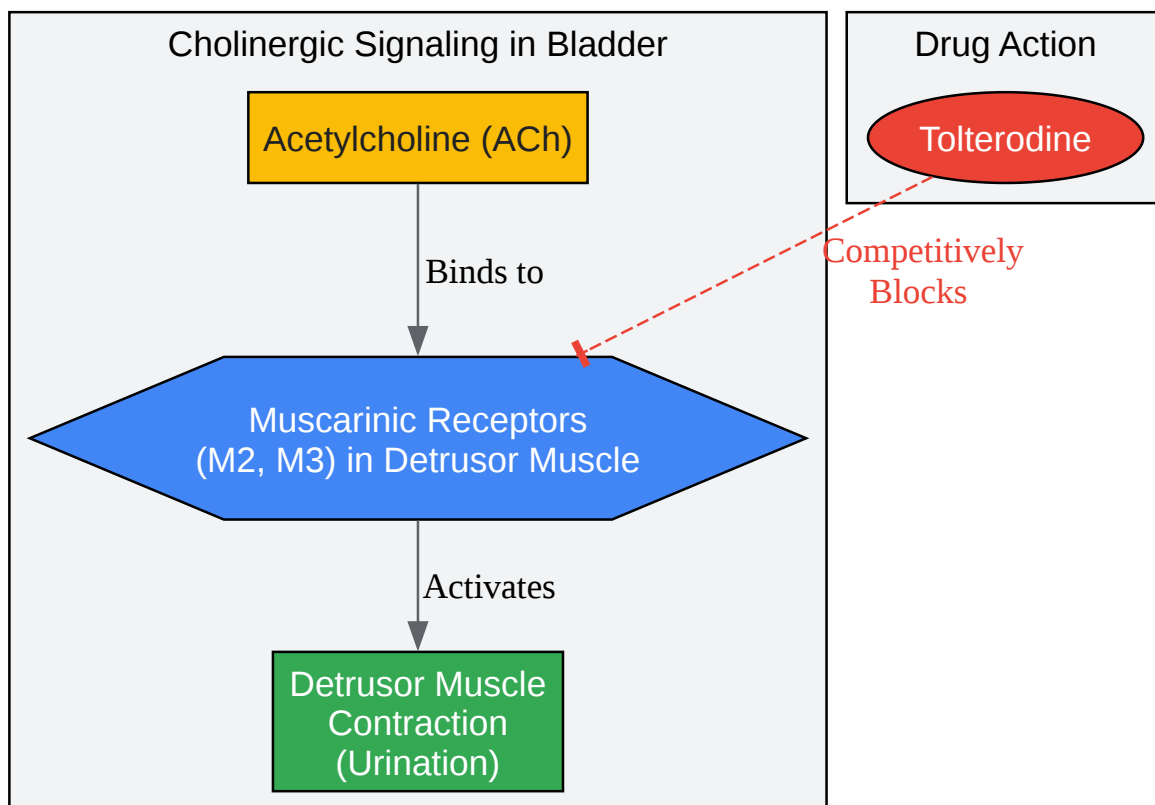 Cholinergic Signaling in Bladder
Acetylcholine (ACh)
Binds to
Muscarinic Receptors
(M2, M3) in Detrusor Muscle
Activates
Detrusor Muscle
Contraction
(Urination)
Drug Action
Tolterodine
Competitively
Blocks